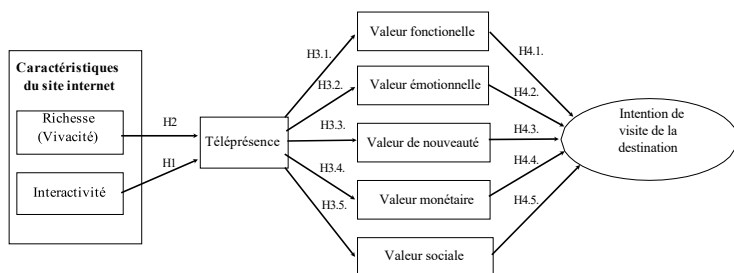 Caractéristiques
du site internet
Richesse
(Vivacité)
Interactivité
H2
H1
Téléprésence
H3.1.
H3.2.
H3.3.
H3.4.
H3.5.
Valeur fonctionelle
Valeur émotionnelle
Valeur de nouveauté
Valeur monétaire
Valeur sociale
H4.1.
H4.2.
H4.3.
H4.4.
H4.5.
Intention de
visite de la
destination